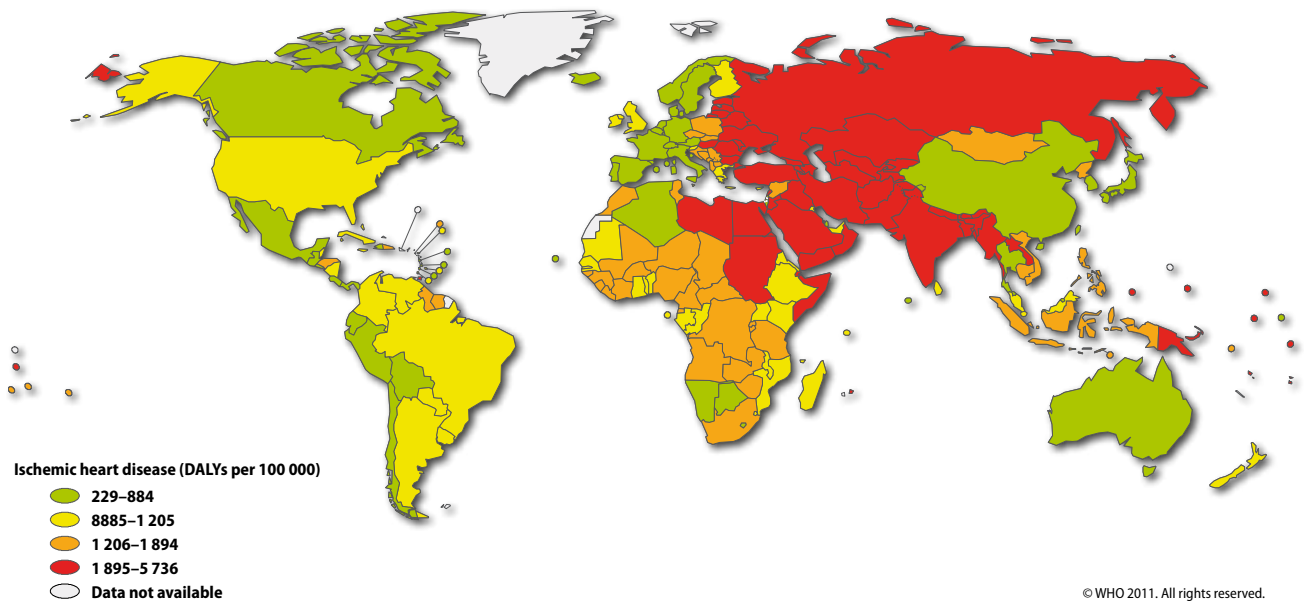 Ischemic heart disease (DALYs per 100 000)
229–884
8885–1 205
1 206–1 894
1 895–5 736
Data not available
© WHO 2011. All rights reserved.